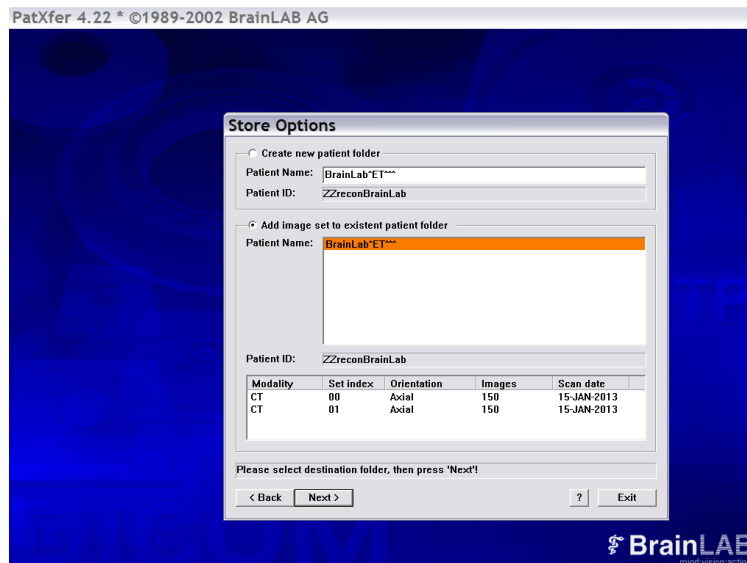 PatXfer 4.22 * ©1989-2002 BrainLAB AG
Store Options
Create new patient folder
Patient Name: BrainLab^ET^^^
Patient ID: ZZreconBrainLab
Add image set to existent patient folder
Patient Name: BrainLab^ET^^^
Patient ID: ZZreconBrainLab
Modality Set index Orientation Images Scan date
CT 00 Axial 150 15-JAN-2013
CT 01 Axial 150 15-JAN-2013
Please select destination folder, then press 'Next'!
< Back Next > ? Exit
DICOM
BrainLAB